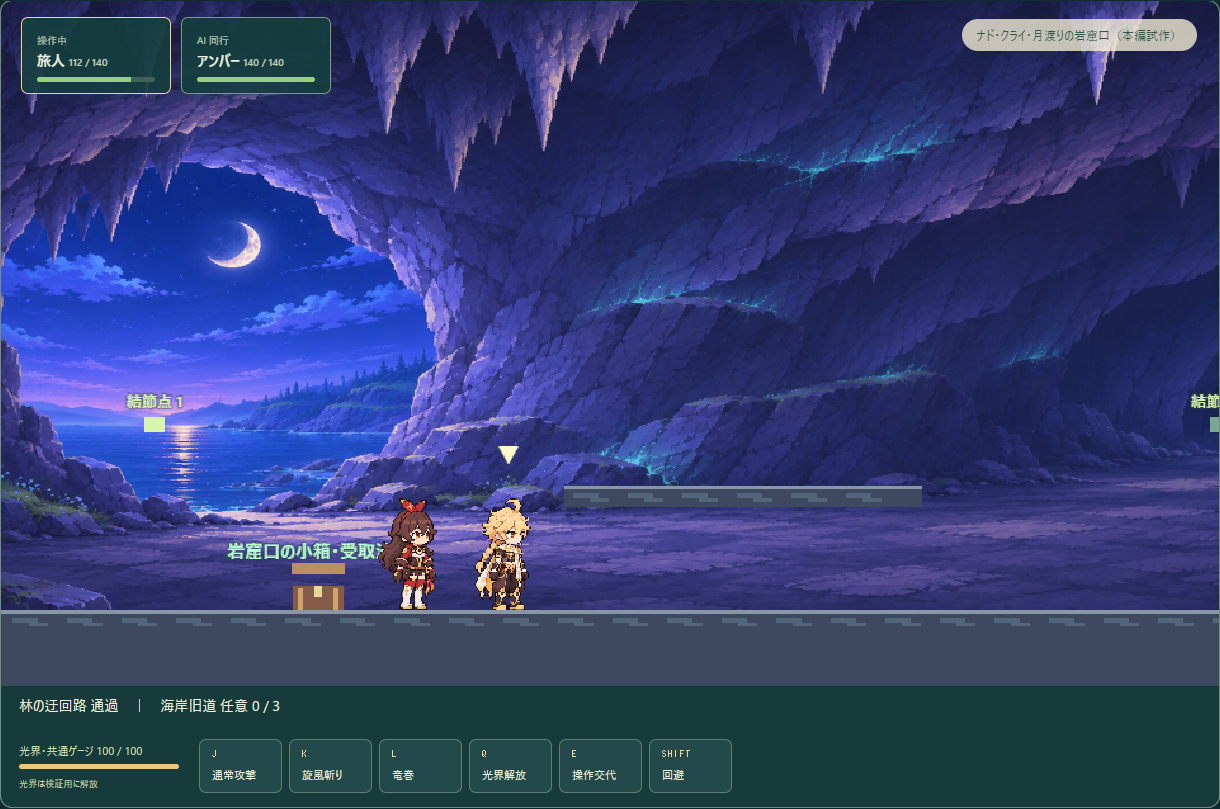 操作中
旅人 112 / 140
AI 同行
アンバー 140 / 140
ナド・クライ・月渡りの岩窟口（本編試作）
結節点 1
結節
岩窟口の小箱・受取
林の迂回路 通過 | 海岸旧道 任意 0 / 3
光界・共通ゲージ 100 / 100
光界は検証用に解放
J
通常攻撃
K
旋風斬り
L
竜巻
Q
光界解放
E
操作交代
SHIFT
回避